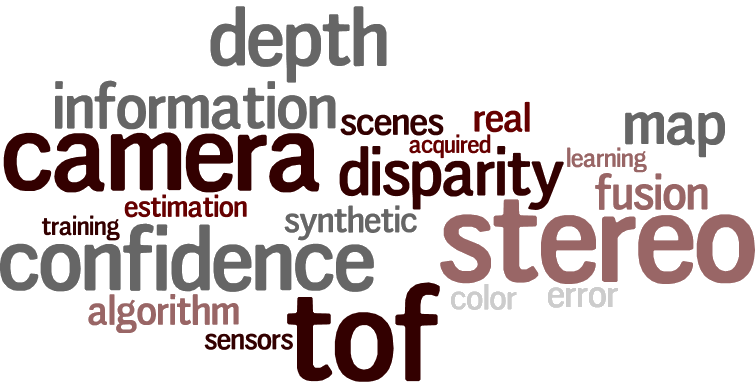 depth
information
scenes
real
map
camera
acquired
disparity
learning
fusion
estimation
training
synthetic
stereo
confidence
algorithm
color
error
tof
sensors